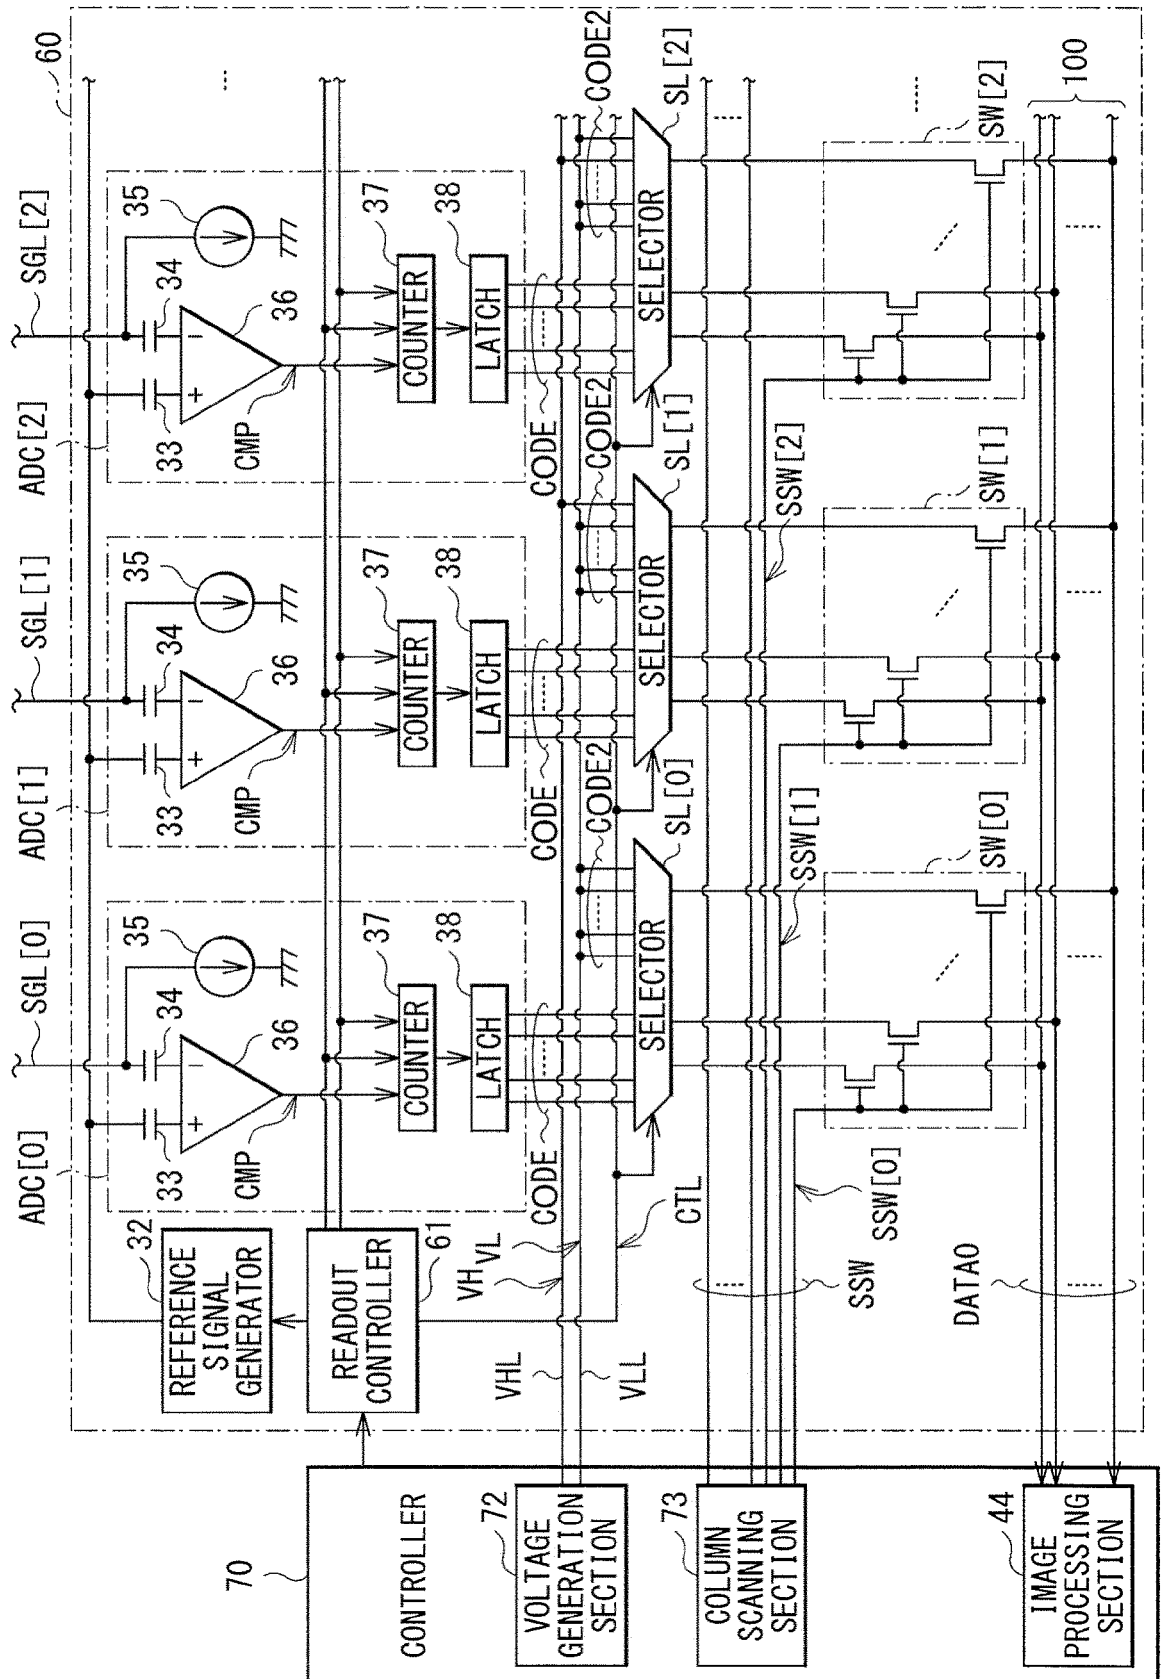 60
SGL[0]
SGL[1]
SGL[2]
ADC[0]
ADC[1]
ADC[2]
32
REFERENCE
SIGNAL
GENERATOR
33
34
35
36
CMP
33
34
35
36
CMP
33
34
35
36
CMP
READOUT
CONTROLLER
61
COUNTER
37
COUNTER
37
COUNTER
37
LATCH
38
LATCH
38
LATCH
38
CODE
CODE2
CODE
CODE2
CODE
CODE2
VH
VL
VHL
VLL
CTL
SELECTOR
SL[0]
SELECTOR
SL[1]
SELECTOR
SL[2]
70
CONTROLLER
72
VOLTAGE
GENERATION
SECTION
73
COLUMN
SCANNING
SECTION
SSW
SSW[0]
SSW[1]
SSW[2]
SW[0]
SW[1]
SW[2]
44
IMAGE
PROCESSING
SECTION
DATA0
100